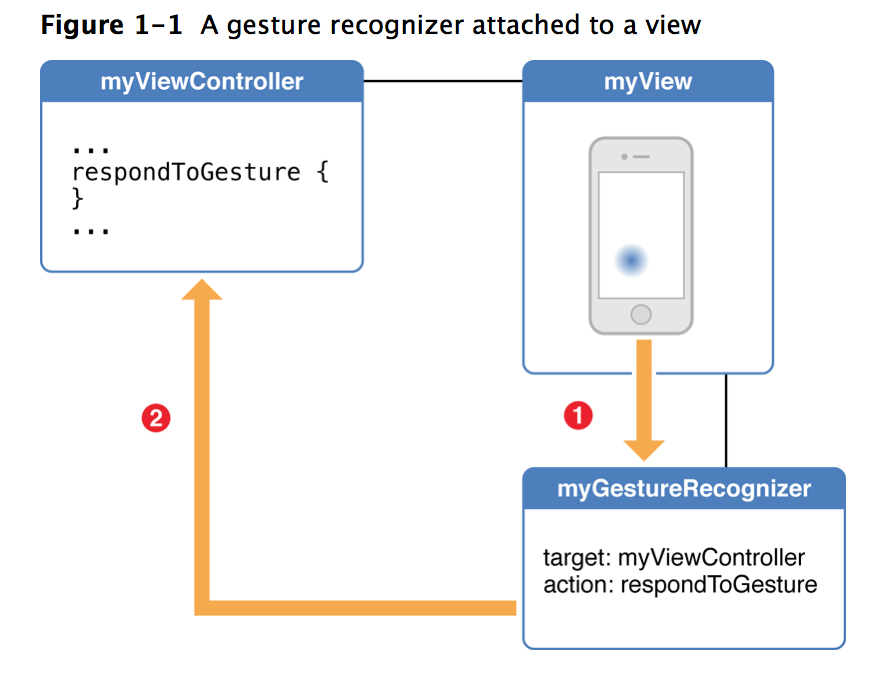 Figure 1–1 A gesture recognizer attached to a view
myViewController
...
respondToGesture {
}
...
myView
1
2
myGestureRecognizer
target: myViewController
action: respondToGesture